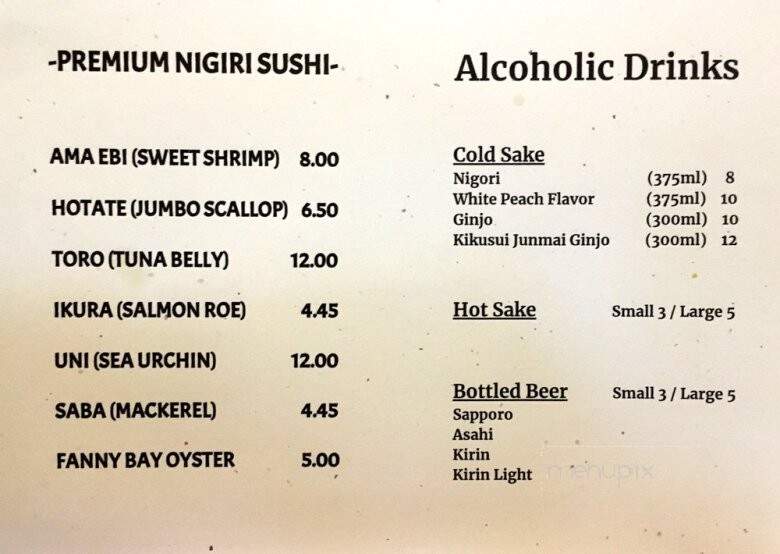 -PREMIUM NIGIRI SUSHI-
AMA EBI (SWEET SHRIMP) 8.00
HOTATE (JUMBO SCALLOP) 6.50
TORO (TUNA BELLY) 12.00
IKURA (SALMON ROE) 4.45
UNI (SEA URCHIN) 12.00
SABA (MACKEREL) 4.45
FANNY BAY OYSTER 5.00
Alcoholic Drinks
Cold Sake
Nigori (375ml) 8
White Peach Flavor (375ml) 10
Ginjo (300ml) 10
Kikusui Junmai Ginjo (300ml) 12
Hot Sake Small 3 / Large 5
Bottled Beer Small 3 / Large 5
Sapporo
Asahi
Kirin
Kirin Light
menupix